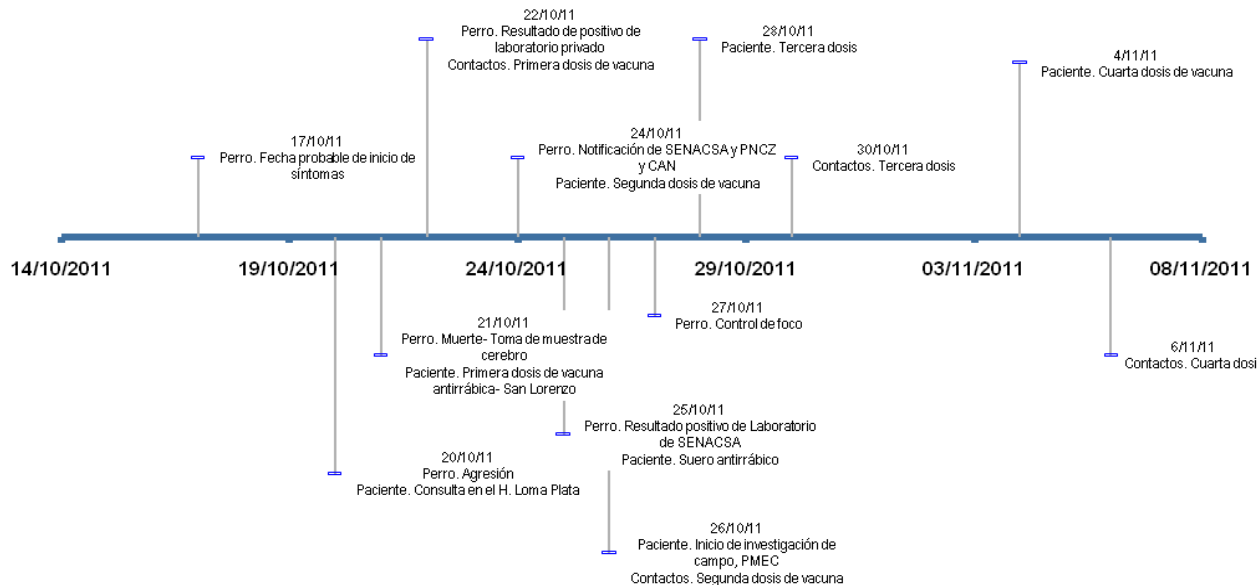 22/10/11
Perro. Resultado de positivo de
laboratorio privado
Contactos. Primera dosis de vacuna
28/10/11
Paciente. Tercera dosis
4/11/11
Paciente. Cuarta dosis de vacuna
17/10/11
Perro. Fecha probable de inicio de
síntomas
24/10/11
Perro. Notificación de SENACSA y PNCZ
y CAN
Paciente. Segunda dosis de vacuna
30/10/11
Contactos. Tercera dosis
14/10/2011
19/10/2011
24/10/2011
29/10/2011
03/11/2011
08/11/2011
21/10/11
Perro. Muerte- Toma de muestra de
cerebro
Paciente. Primera dosis de vacuna
antirrábica- San Lorenzo
27/10/11
Perro. Control de foco
6/11/11
Contactos. Cuarta dosi
25/10/11
Perro. Resultado positivo de Laboratorio
de SENACSA
Paciente. Suero antirrábico
20/10/11
Perro. Agresión
Paciente. Consulta en el H. Loma Plata
26/10/11
Paciente. Inicio de investigación de
campo, PMEC
Contactos. Segunda dosis de vacuna